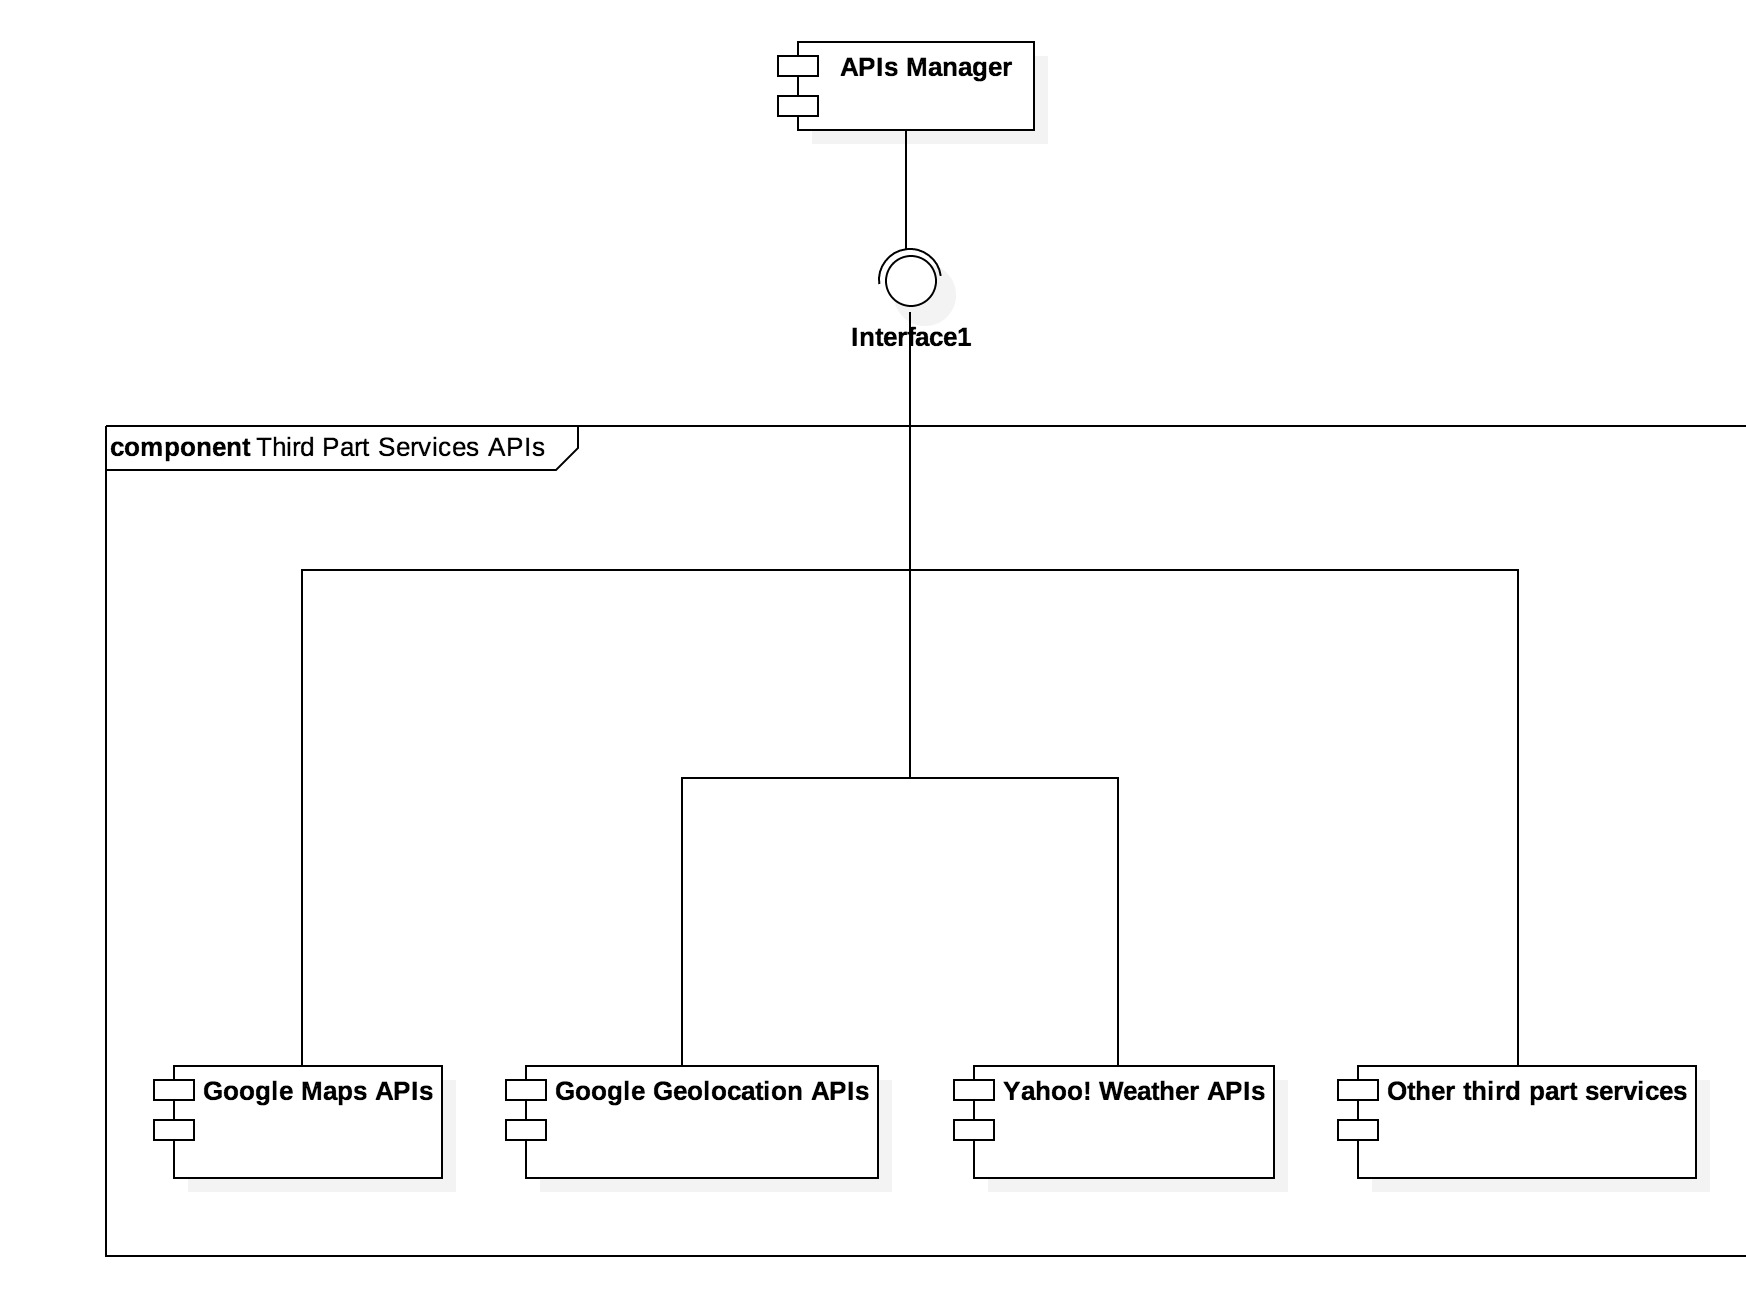 APIs Manager
Interface1
component Third Part Services APIs
Google Maps APIs
Google Geolocation APIs
Yahoo! Weather APIs
Other third part services